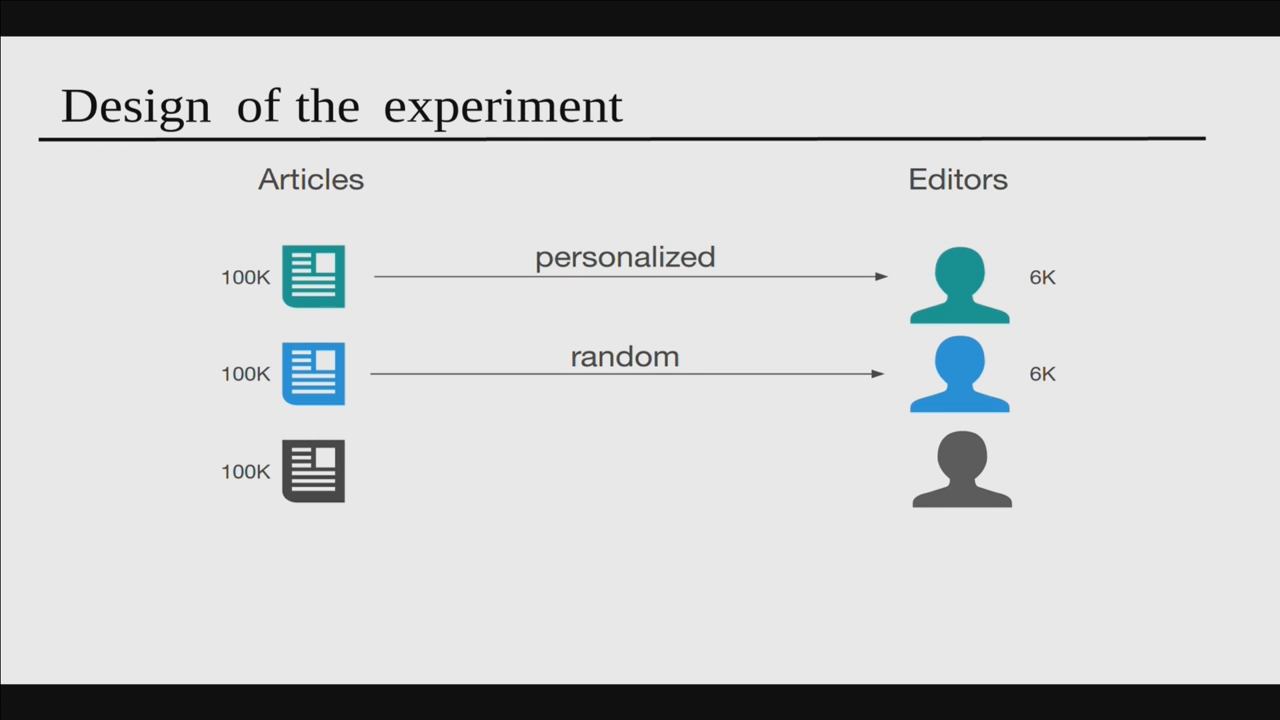 Design of the experiment
Articles
Editors
100K
personalized
6K
100K
random
6K
100K